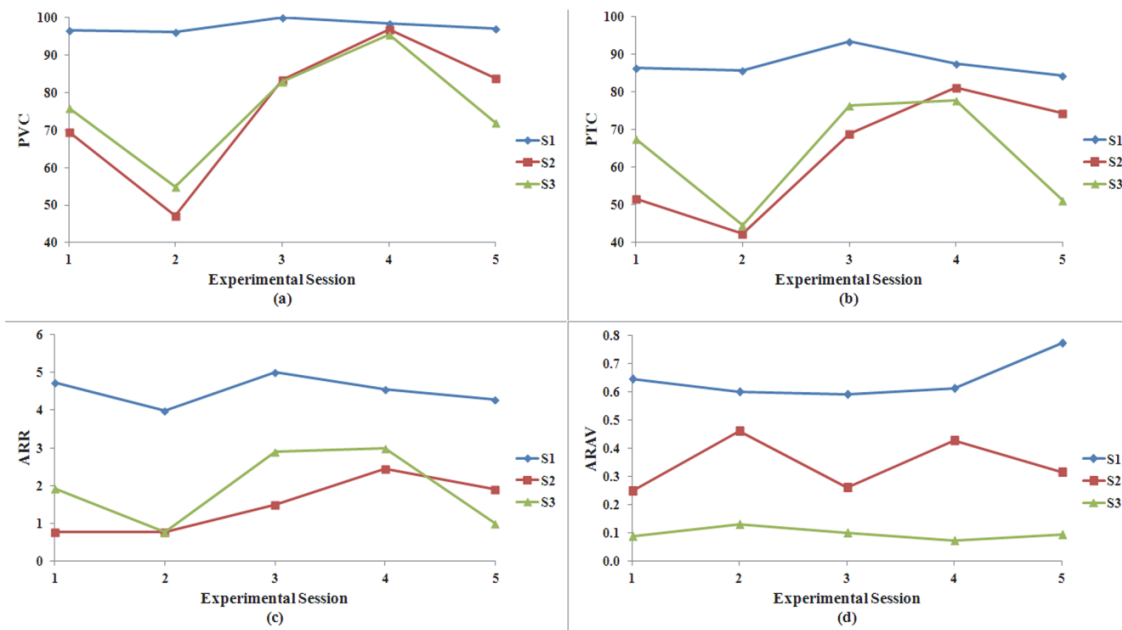 100
90
80
70
60
50
40
PVC
1 2 3 4 5
Experimental Session
(a)
S1
S2
S3
100
90
80
70
60
50
40
PTC
1 2 3 4 5
Experimental Session
(b)
S1
S2
S3
6
5
4
3
2
1
0
ARR
1 2 3 4 5
Experimental Session
(c)
S1
S2
S3
0.8
0.7
0.6
0.5
0.4
0.3
0.2
0.1
0.0
ARAV
1 2 3 4 5
Experimental Session
(d)
S1
S2
S3